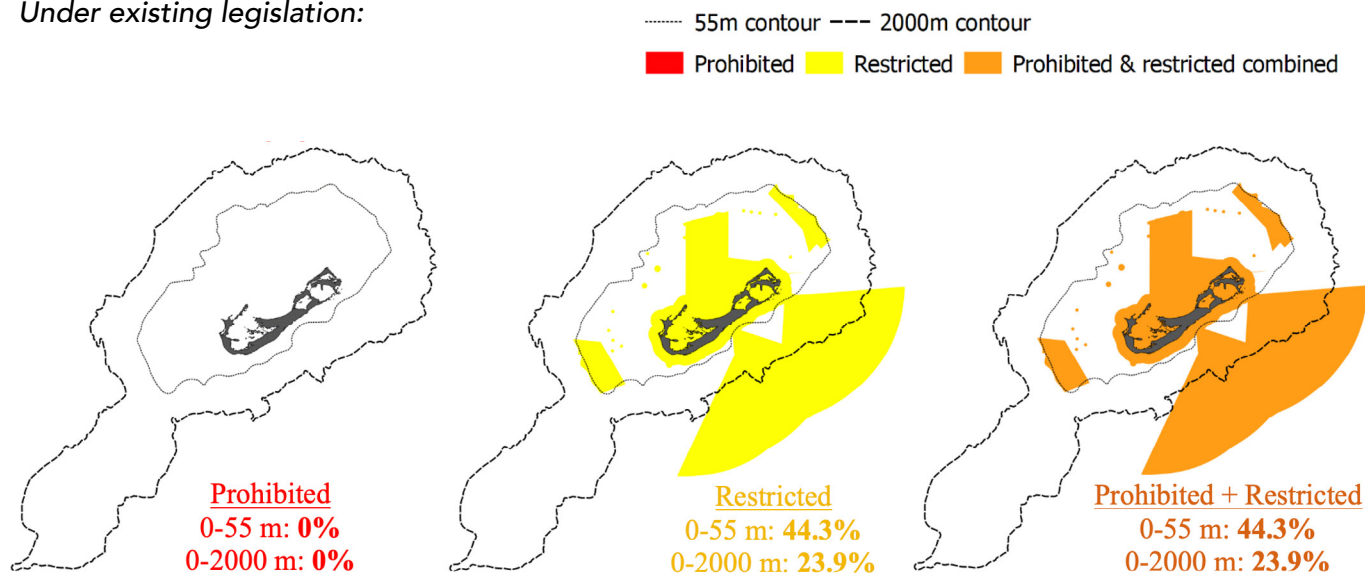 Under existing legislation:
55m contour 2000m contour
Prohibited Restricted Prohibited & restricted combined
Prohibited
0-55 m: 0%
0-2000 m: 0%
Restricted
0-55 m: 44.3%
0-2000 m: 23.9%
Prohibited + Restricted
0-55 m: 44.3%
0-2000 m: 23.9%